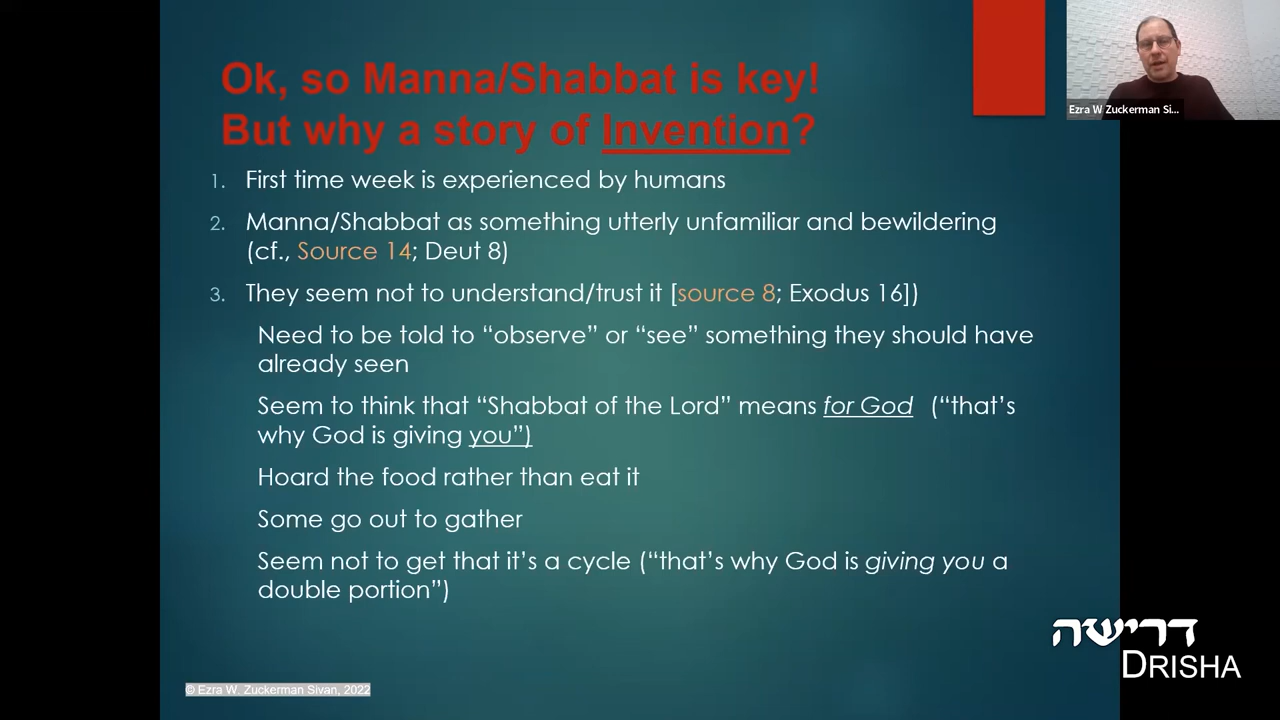 Ok, so Manna/Shabbat is key!
But why a story of Invention?
1. First time week is experienced by humans
2. Manna/Shabbat as something utterly unfamiliar and bewildering
(cf., Source 14; Deut 8)
3. They seem not to understand/trust it [source 8; Exodus 16])
Need to be told to “observe” or “see” something they should have
already seen
Seem to think that “Shabbat of the Lord” means for God (“that’s
why God is giving you”)
Hoard the food rather than eat it
Some go out to gather
Seem not to get that it’s a cycle (“that’s why God is giving you a
double portion”)
© Ezra W. Zuckerman Sivan, 2022
Ezra W Zuckerman Si...
דרישה
DRISHA